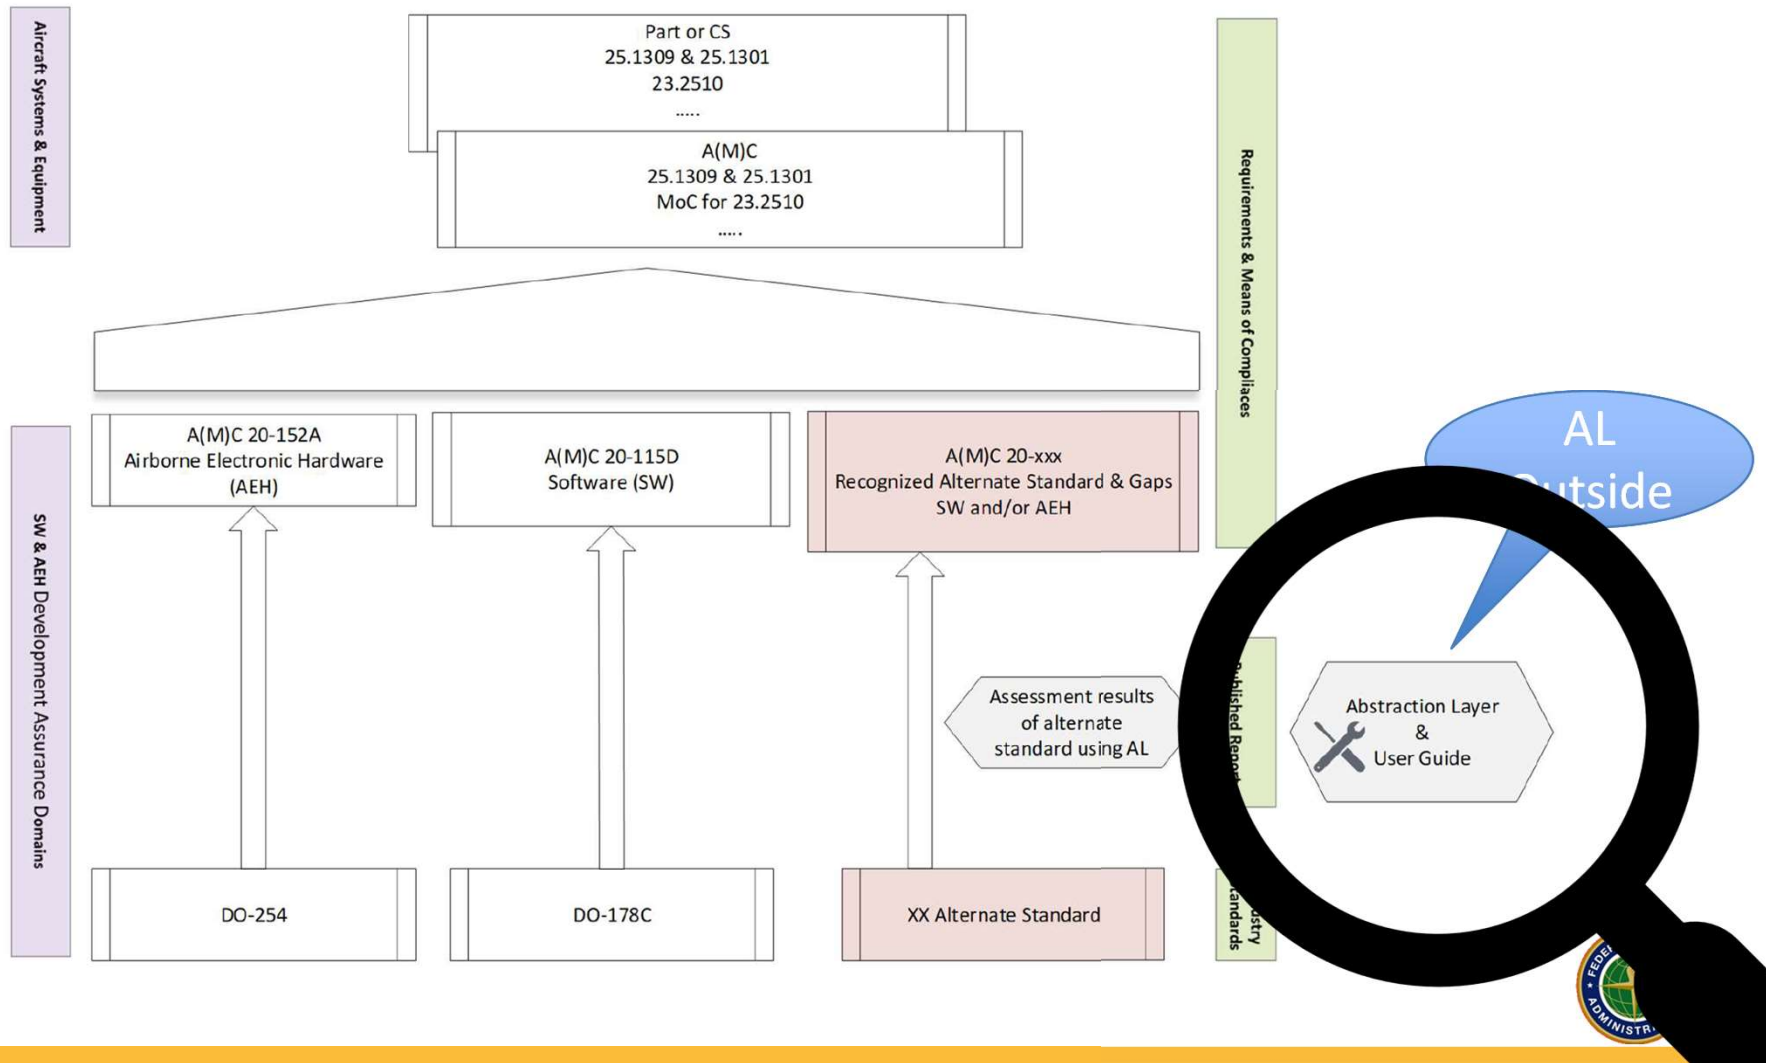 Aircraft Systems & Equipment
Part or CS
25.1309 & 25.1301
23.2510
.....
A(M)C
25.1309 & 25.1301
MoC for 23.2510
.....
Requirements & Means of Compliaces
SW & AEH Development Assurance Domains
A(M)C 20-152A
Airborne Electronic Hardware
(AEH)
A(M)C 20-115D
Software (SW)
A(M)C 20-xxx
Recognized Alternate Standard & Gaps
SW and/or AEH
AL
Outside
Assessment results
of alternate
standard using AL
Published Report
Abstraction Layer
&
User Guide
DO-254
DO-178C
XX Alternate Standard